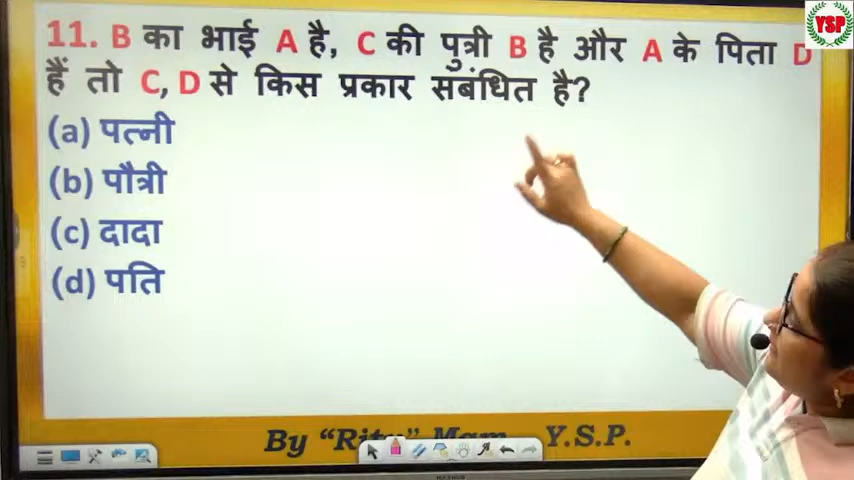 YSP
11. B का भाई A है, C की पुत्री B है और A के पिता D
हैं तो C, D से किस प्रकार संबंधित है?
(a) पत्नी
(b) पौत्री
(c) दादा
(d) पति
By “Ritu” Mam Y.S.P.